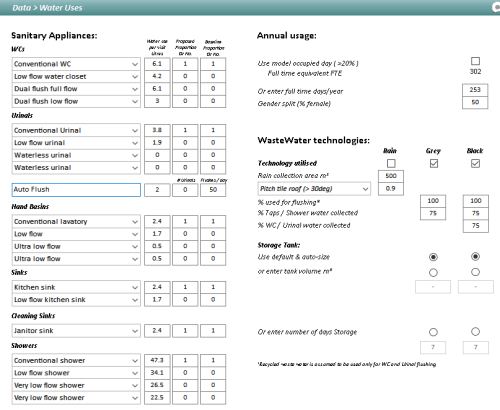 Data > Water Uses
Sanitary Appliances:
Water use per visit Litres
Proposed Proportion Or No.
Baseline Proportion Or No.
WCs
Conventional WC 6.1 1 1
Low flow water closet 4.2 0 0
Dual flush full flow 6.1 0 0
Dual flush low flow 3 0 0
Urinals
Conventional Urinal 3.8 1 1
Low flow urinal 1.9 0 0
Waterless urinal 0 0 0
Waterless urinal 0 0 0
# Urinals Flushes / day
Auto Flush 2 0 50
Hand Basins
Conventional lavatory 2.4 1 1
Low flow 1.7 0 0
Ultra low flow 0.5 0 0
Ultra low flow 0.5 0 0
Sinks
Kitchen sink 2.4 1 1
Low flow kitchen sink 1.7 0 0
Cleaning Sinks
Janitor sink 2.4 1 1
Showers
Conventional shower 47.3 1 1
Low flow shower 34.1 0 0
Very low flow shower 26.5 0 0
Very low flow shower 22.5 0 0
Annual usage:
Use model occupied day ( >20% )
Full time equivalent FTE 302
Or enter full time days/year 253
Gender split (% female) 50
WasteWater technologies:
Rain Grey Black
Technology utilised
Rain collection area m² 500
Pitch tile roof (> 30deg) 0.9
% used for flushing* 100 100
% Taps / Shower water collected 75 75
% WC / Urinal water collected 75
Storage Tank:
Use default & auto-size
or enter tank volume m³ - -
Or enter number of days Storage
7 7
*Recycled waste water is assumed to be used only for WC and Urinal flushing